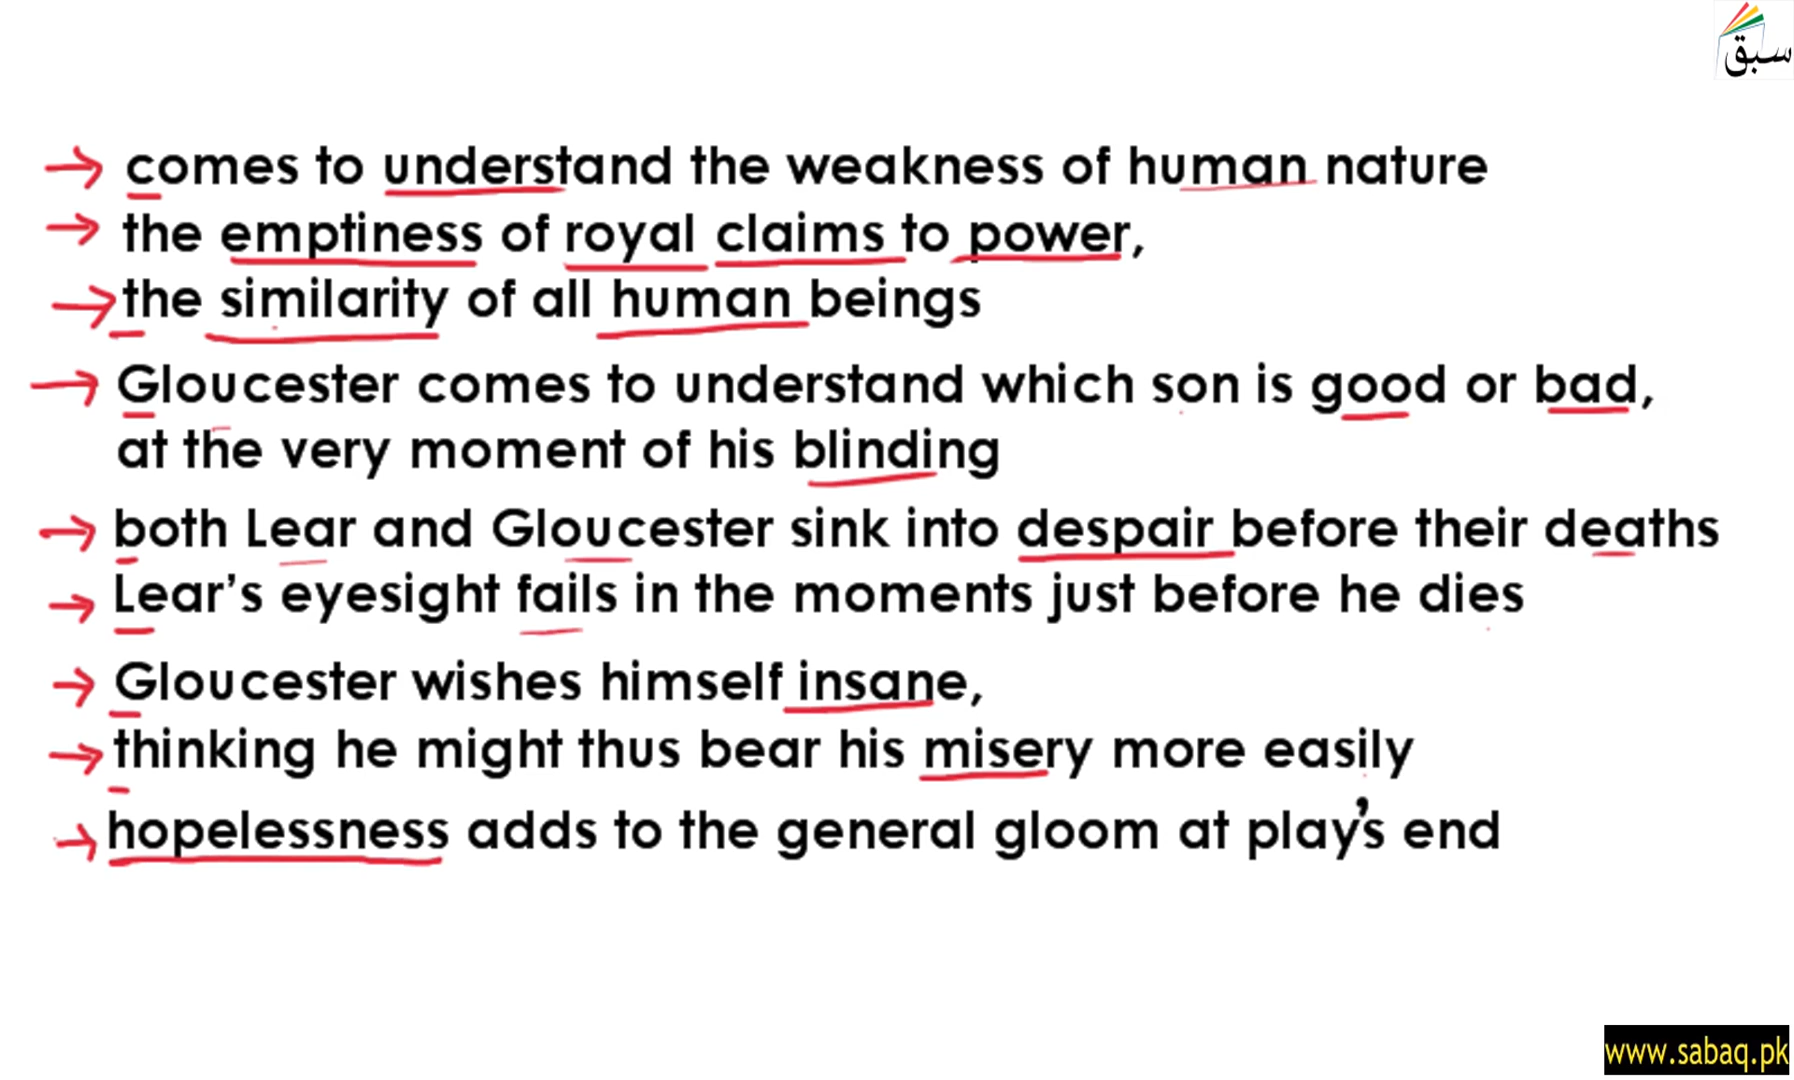 سبق
comes to understand the weakness of human nature
the emptiness of royal claims to power,
the similarity of all human beings
Gloucester comes to understand which son is good or bad,
at the very moment of his blinding
both Lear and Gloucester sink into despair before their deaths
Lear’s eyesight fails in the moments just before he dies
Gloucester wishes himself insane,
thinking he might thus bear his misery more easily
hopelessness adds to the general gloom at play’s end
www.sabaq.pk